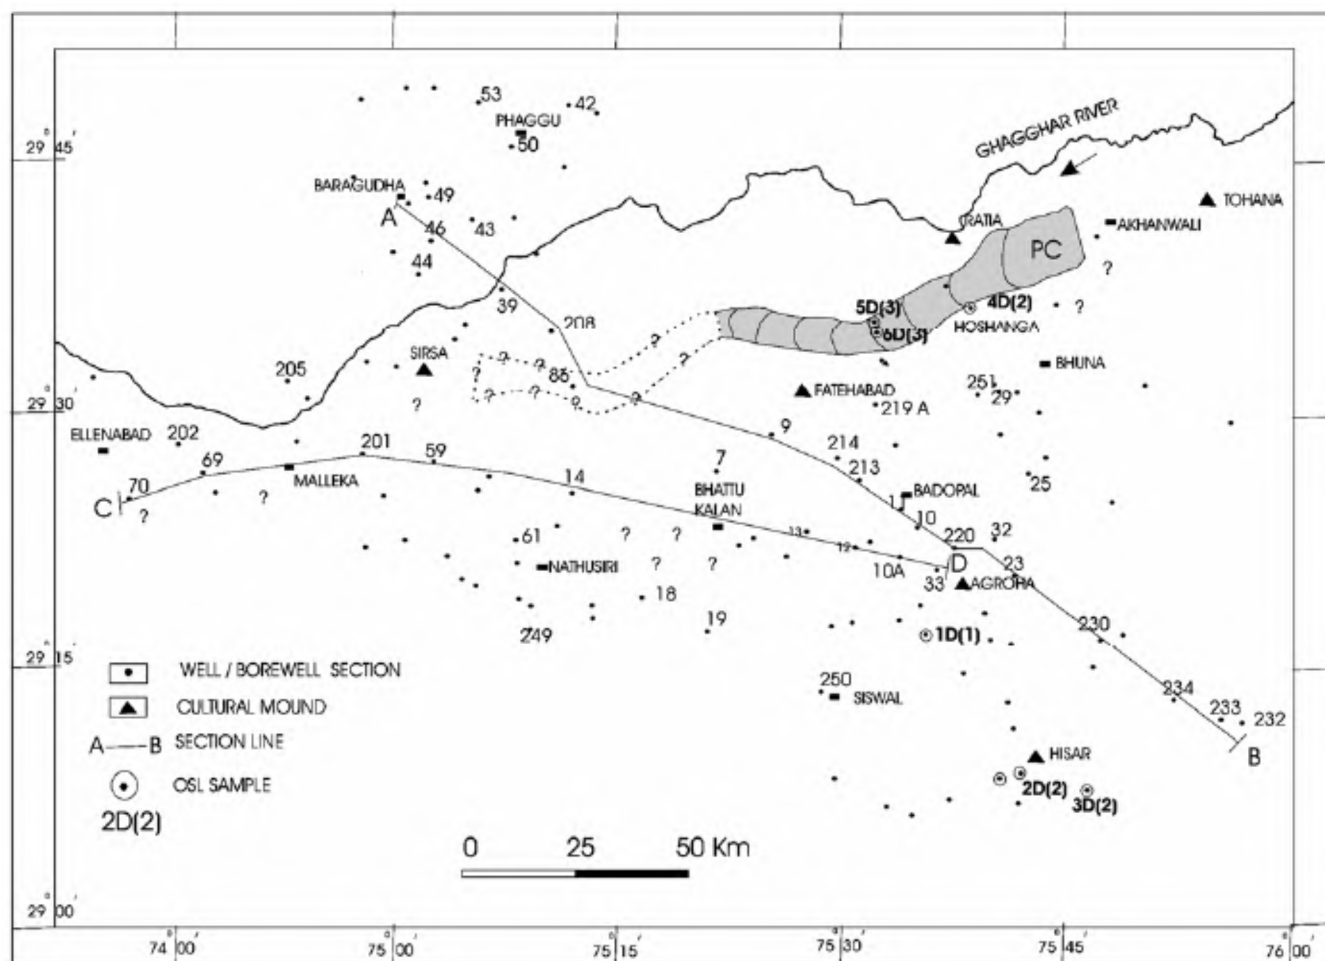 53
42
PHAGGU
50
GHAGGHAR RIVER
29°45'
BARAGUDHA
49
A
TOHANA
46
43
RATIA
AKHANWALI
PC
44
?
39
5D(3)
4D(2)
?
6D(3)
HOSHANGA
208
?
?
?
?
SIRSA
205
?
BHUNA
86
?
?
?
?
FATEHABAD
251
29
?
219 A
29°30'
ELLENABAD
202
9
201
59
214
69
7
213
MALLEKA
14
BHATTU
KALAN
25
70
C
?
?
BADOPAL
1
10
61
?
?
13
12
220
32
23
NATHUSIRI
?
?
10A
D
33
AGROHA
18
249
19
1D(1)
230
29°15'
WELL / BOREWELL SECTION
250
SISWAL
234
233
232
CULTURAL MOUND
A — B SECTION LINE
HISAR
B
OSL SAMPLE
2D(2)
2D(2)
3D(2)
0 25 50 Km
29°00'
74°00' 75°00' 75°15' 75°30' 75°45' 76°00'